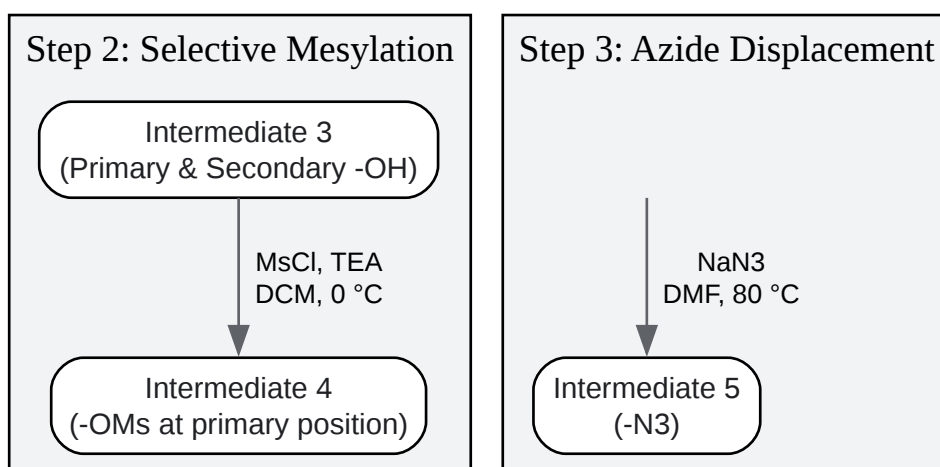 Step 2: Selective Mesylation
Intermediate 3
(Primary & Secondary -OH)
MsCl, TEA
DCM, 0 °C
Intermediate 4
(-OMs at primary position)
Step 3: Azide Displacement
NaN3
DMF, 80 °C
Intermediate 5
(-N3)